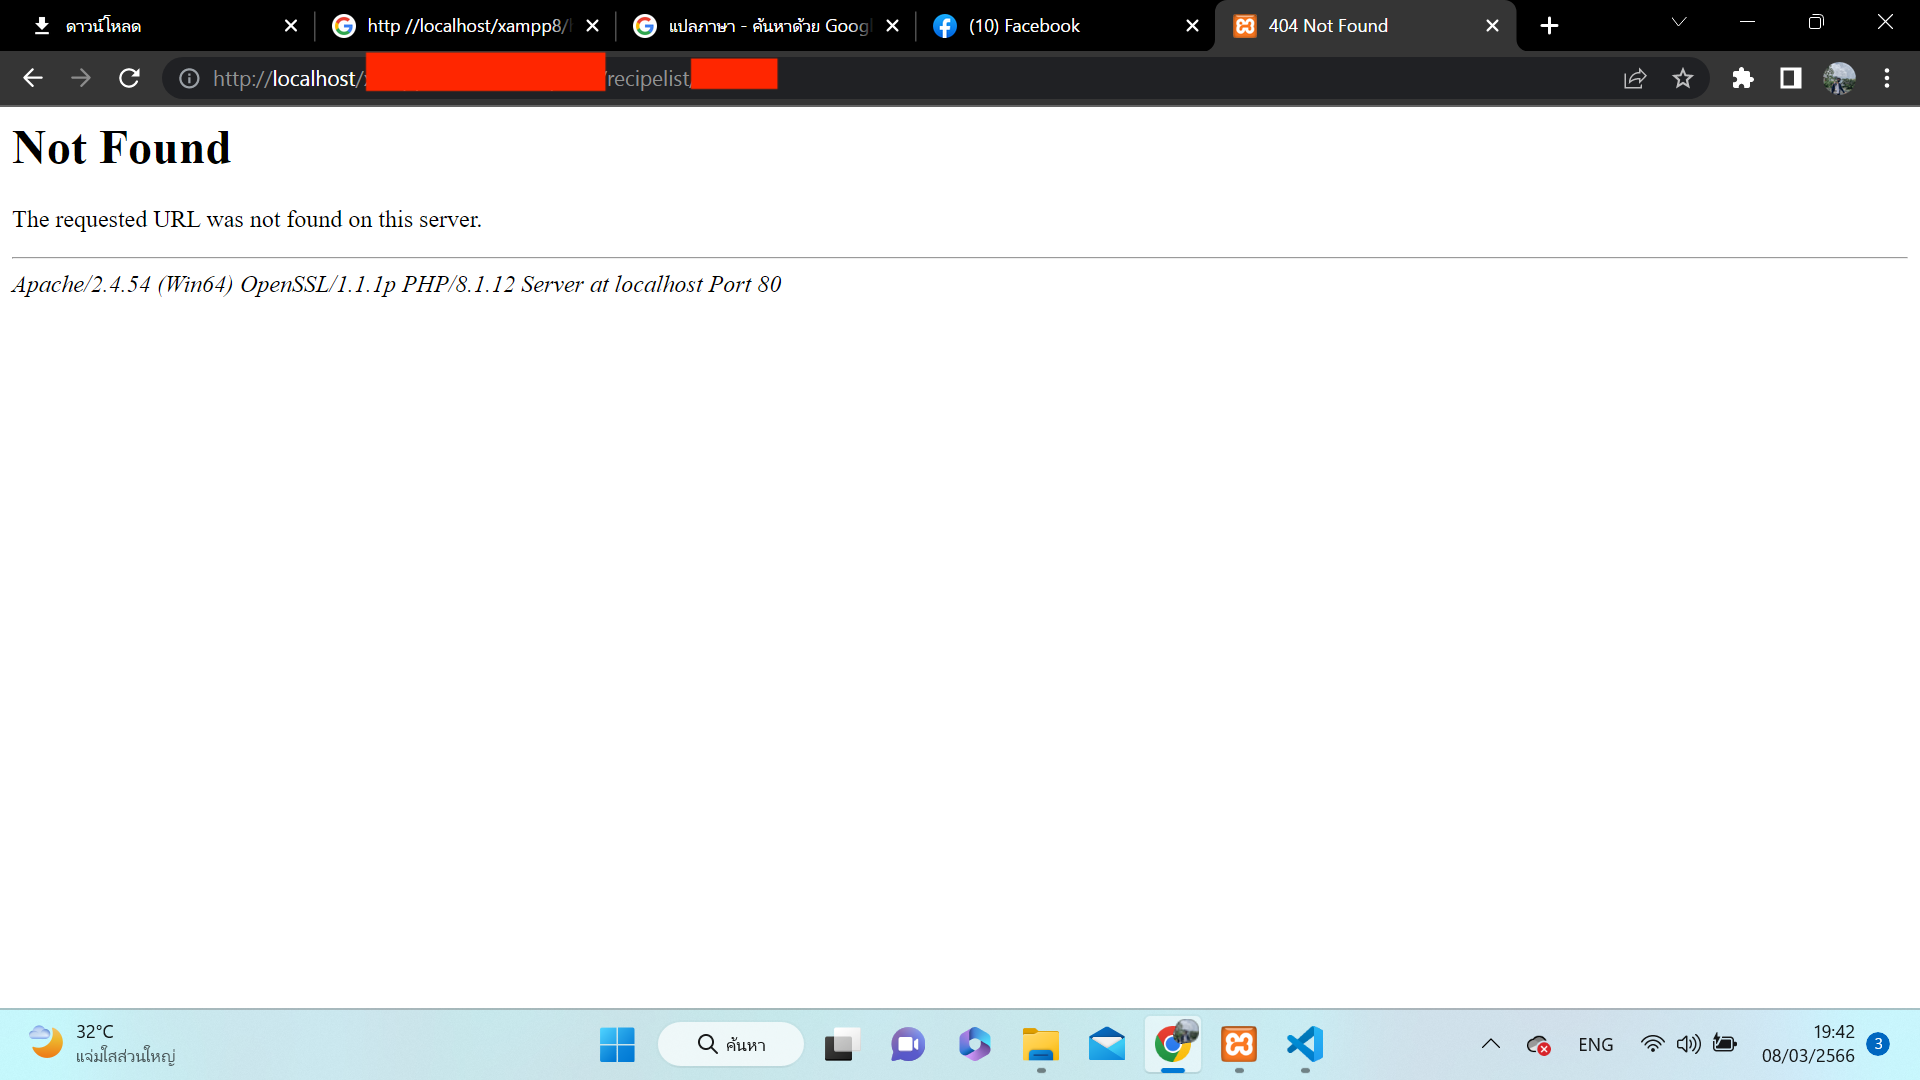 ดาวน์โหลด
http //localhost/xampp8/
แปลภาษา - ค้นหาด้วย Goog
(10) Facebook
404 Not Found
http://localhost/
/recipelist/
Not Found
The requested URL was not found on this server.
Apache/2.4.54 (Win64) OpenSSL/1.1.1p PHP/8.1.12 Server at localhost Port 80
32°C
แจ่มใสส่วนใหญ่
ค้นหา
ENG
19:42
08/03/2566
3